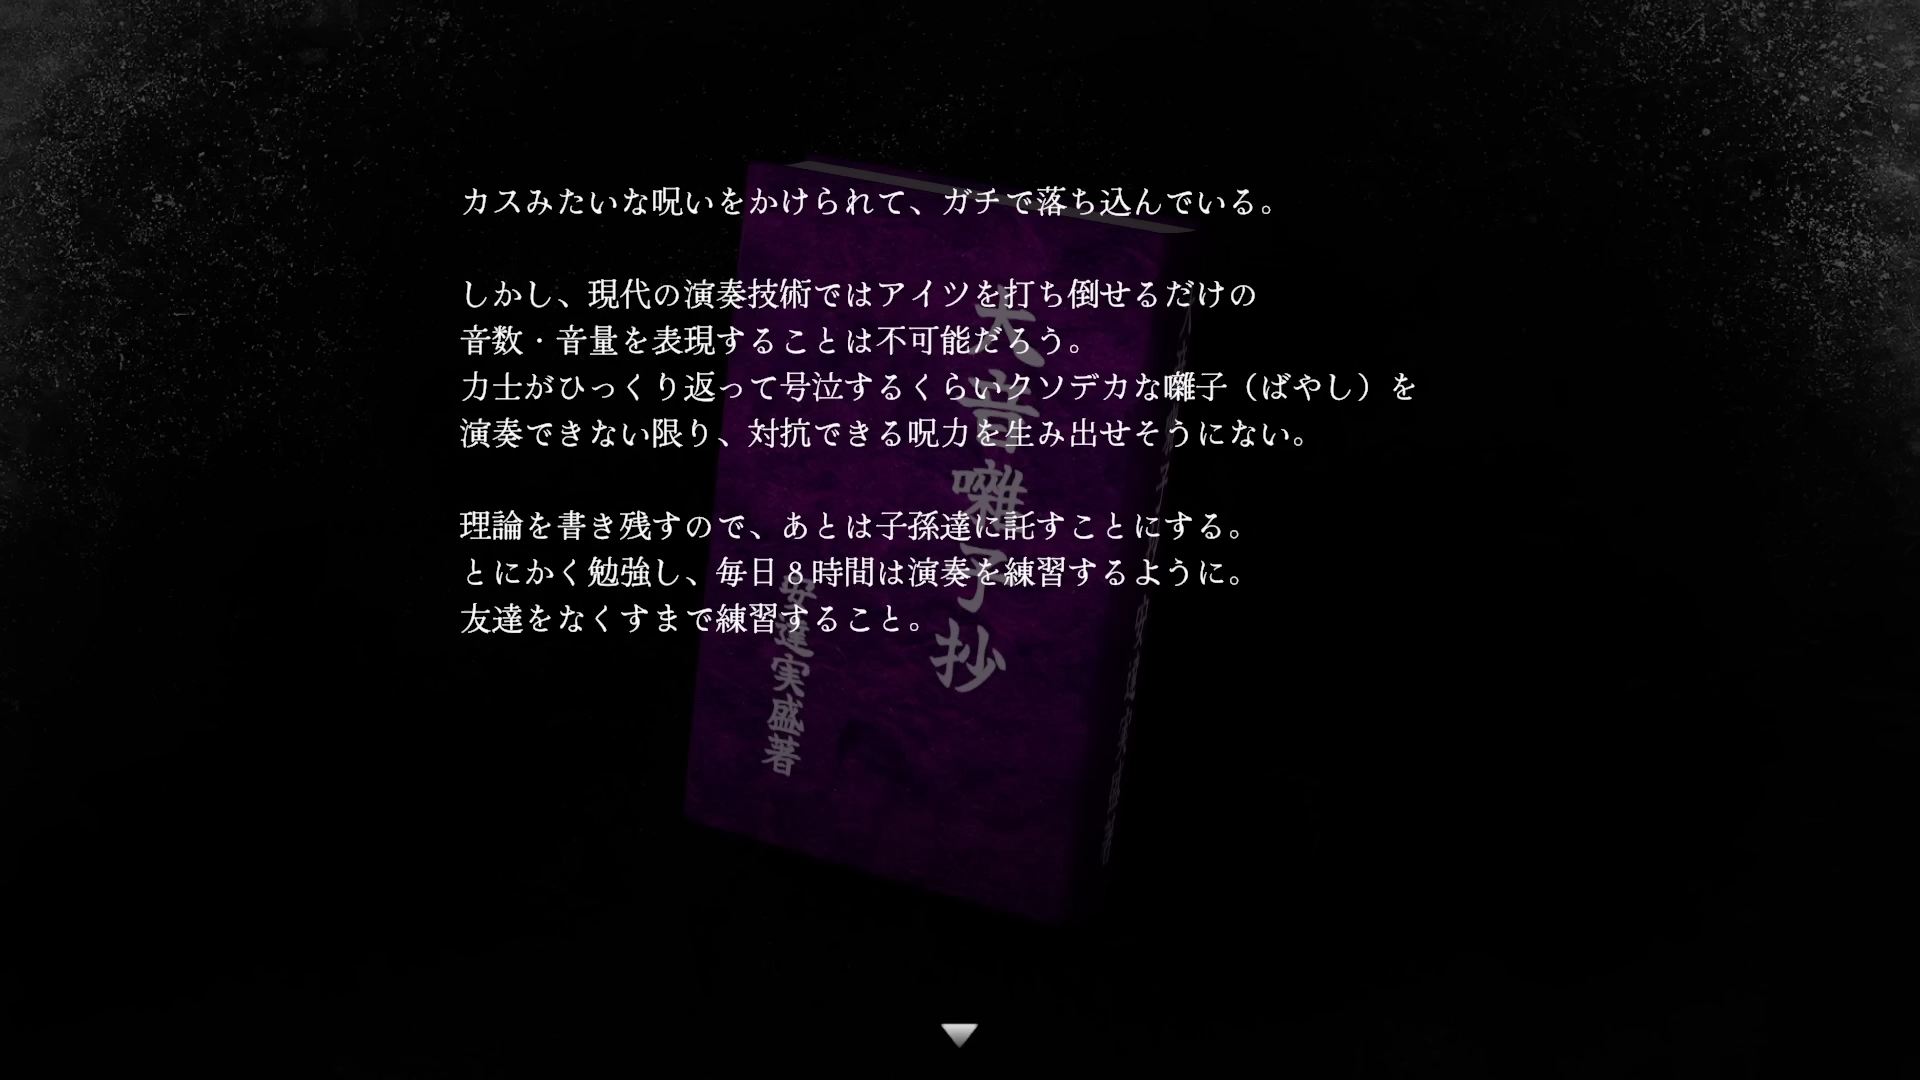 カスみたいな呪いをかけられて、ガチで落ち込んでいる。
しかし、現代の演奏技術ではアイツを打ち倒せるだけの
音数・音量を表現することは不可能だろう。
力士がひっくり返って号泣するくらいクソデカな囃子（ばやし）を
演奏できない限り、対抗できる呪力を生み出せそうにない。
理論を書き残すので、あとは子孫達に託すことにする。
とにかく勉強し、毎日８時間は演奏を練習するように。
友達をなくすまで練習すること。
大音囃子抄
安達実盛著